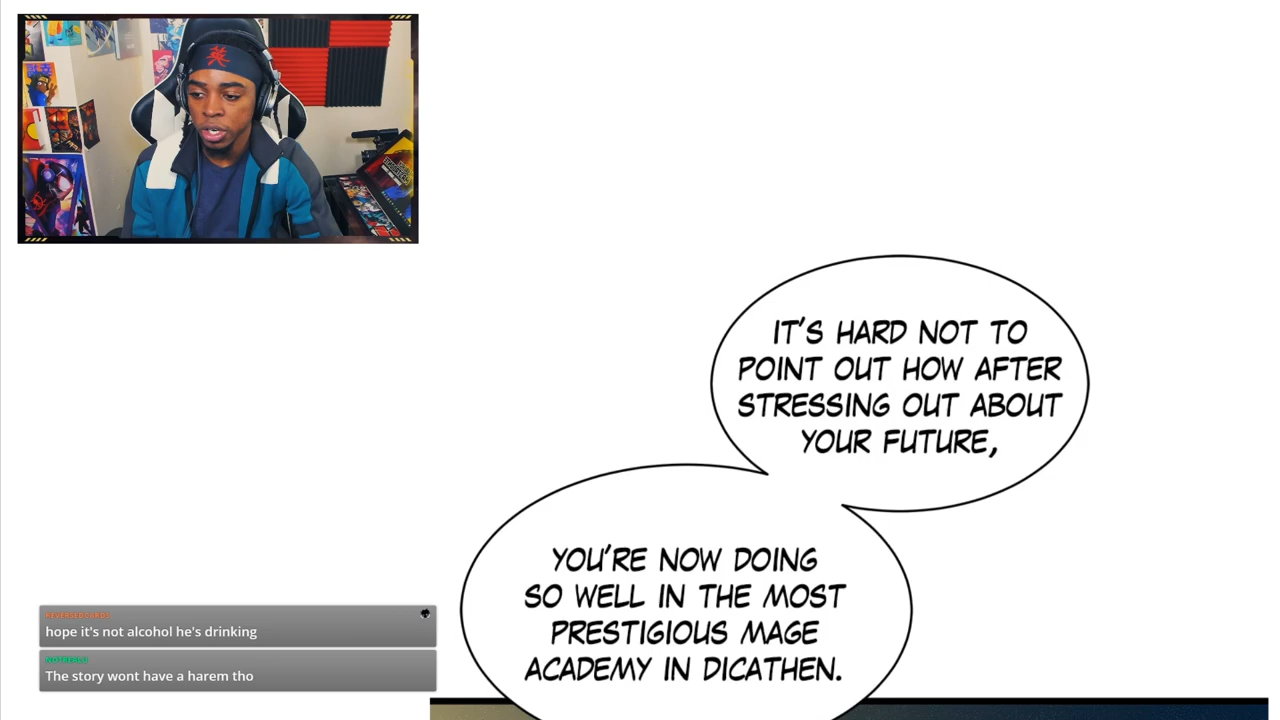 IT'S HARD NOT TO
POINT OUT HOW AFTER
STRESSING OUT ABOUT
YOUR FUTURE,
YOU'RE NOW DOING
SO WELL IN THE MOST
PRESTIGIOUS MAGE
ACADEMY IN DICATHEN.
hope it's not alcohol he's drinking
The story wont have a harem tho